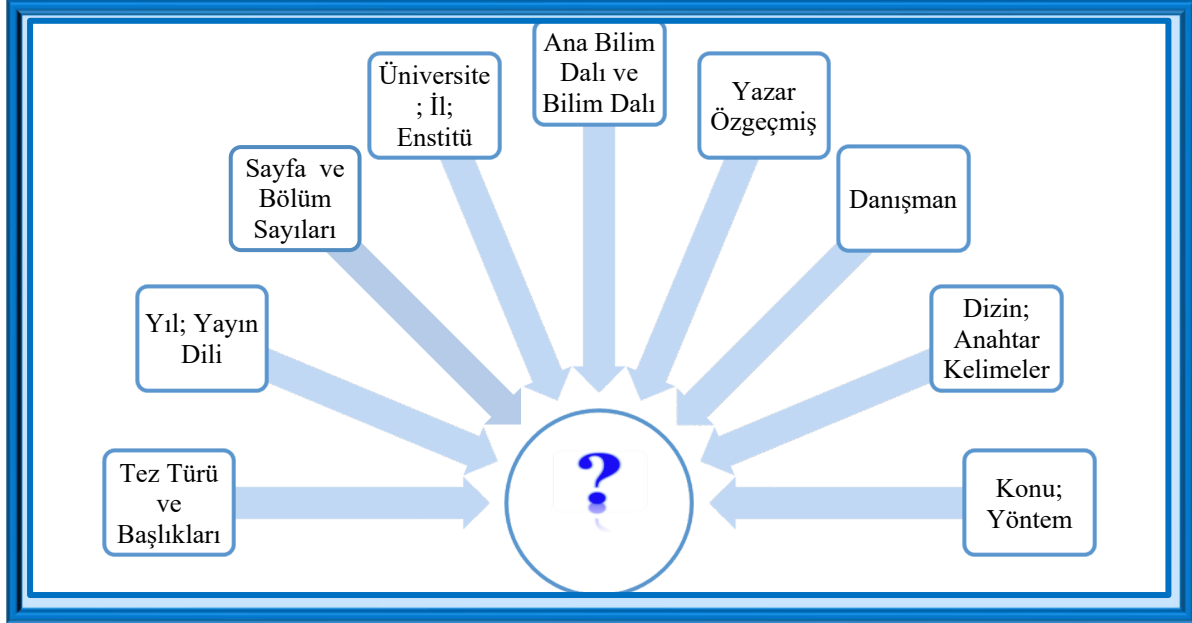 Tez Türü
ve
Başlıkları
Yıl; Yayın
Dili
Sayfa ve
Bölüm
Sayıları
Üniversite
; İl;
Enstitü
Ana Bilim
Dalı ve
Bilim Dalı
Yazar
Özgeçmiş
Danışman
Dizin;
Anahtar
Kelimeler
Konu;
Yöntem
?